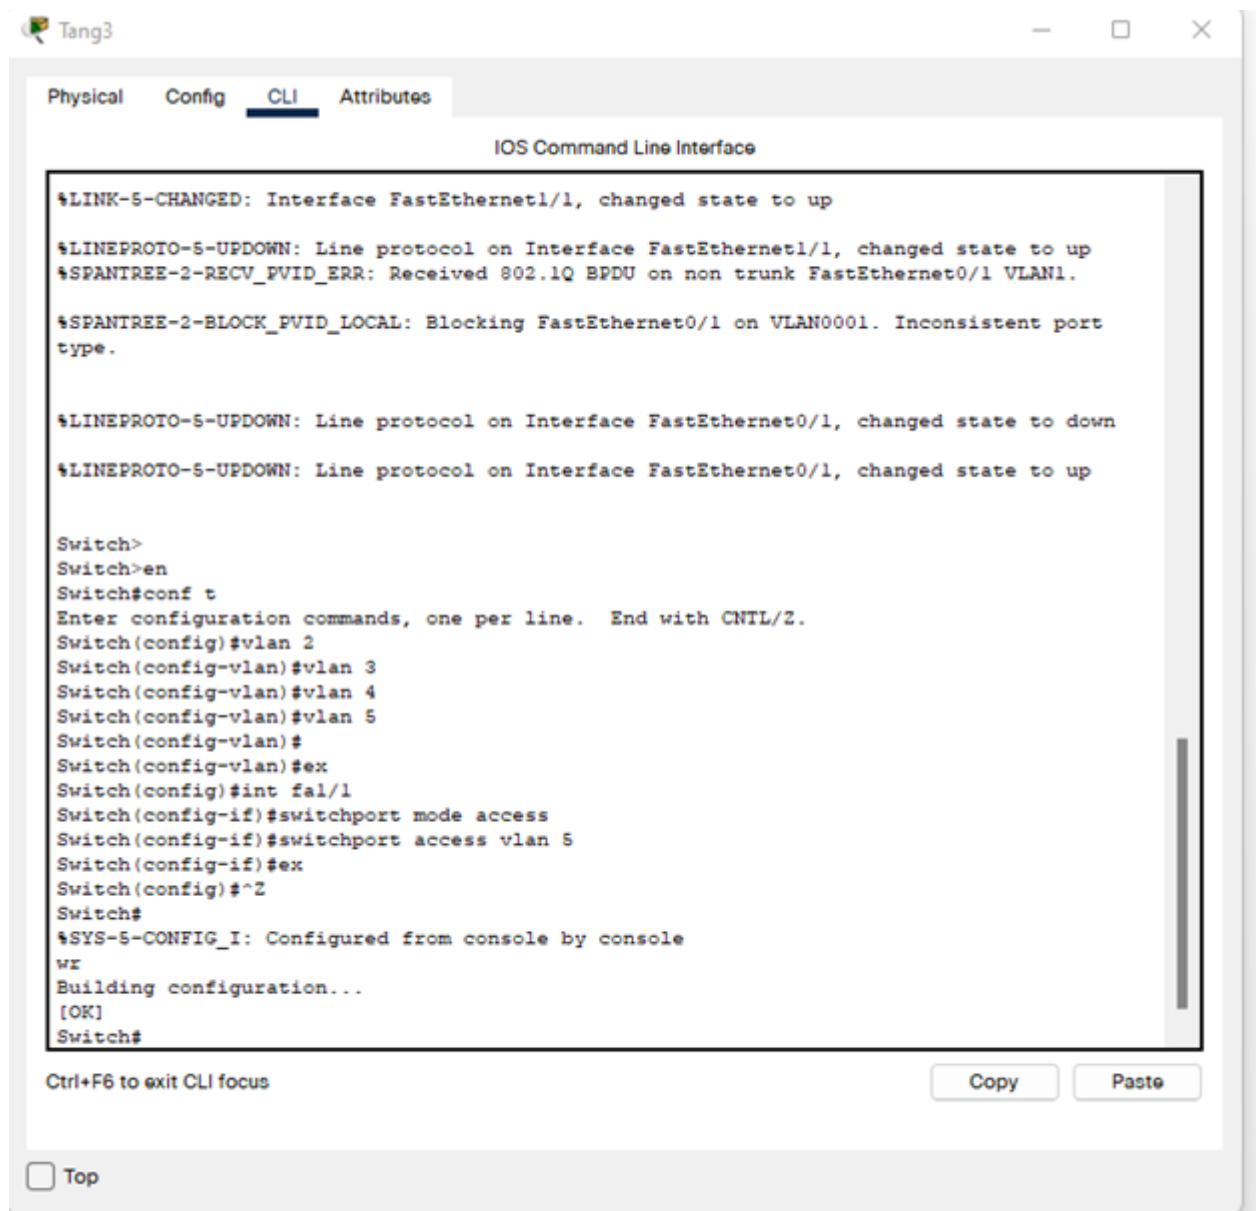 Tang3
Physical Config CLI Attributes
IOS Command Line Interface
%LINK-5-CHANGED: Interface FastEthernet1/1, changed state to up
%LINEPROTO-5-UPDOWN: Line protocol on Interface FastEthernet1/1, changed state to up
%SPANTREE-2-RECV_PVID_ERR: Received 802.1Q BPDU on non trunk FastEthernet0/1 VLAN1.
%SPANTREE-2-BLOCK_PVID_LOCAL: Blocking FastEthernet0/1 on VLAN0001. Inconsistent port
type.
%LINEPROTO-5-UPDOWN: Line protocol on Interface FastEthernet0/1, changed state to down
%LINEPROTO-5-UPDOWN: Line protocol on Interface FastEthernet0/1, changed state to up
Switch>
Switch>en
Switch#conf t
Enter configuration commands, one per line.  End with CNTL/Z.
Switch(config)#vlan 2
Switch(config-vlan)#vlan 3
Switch(config-vlan)#vlan 4
Switch(config-vlan)#vlan 5
Switch(config-vlan)#
Switch(config-vlan)#ex
Switch(config)#int fa1/1
Switch(config-if)#switchport mode access
Switch(config-if)#switchport access vlan 5
Switch(config-if)#ex
Switch(config)#^Z
Switch#
%SYS-5-CONFIG_I: Configured from console by console
wr
Building configuration...
[OK]
Switch#
Ctrl+F6 to exit CLI focus
Copy Paste
Top